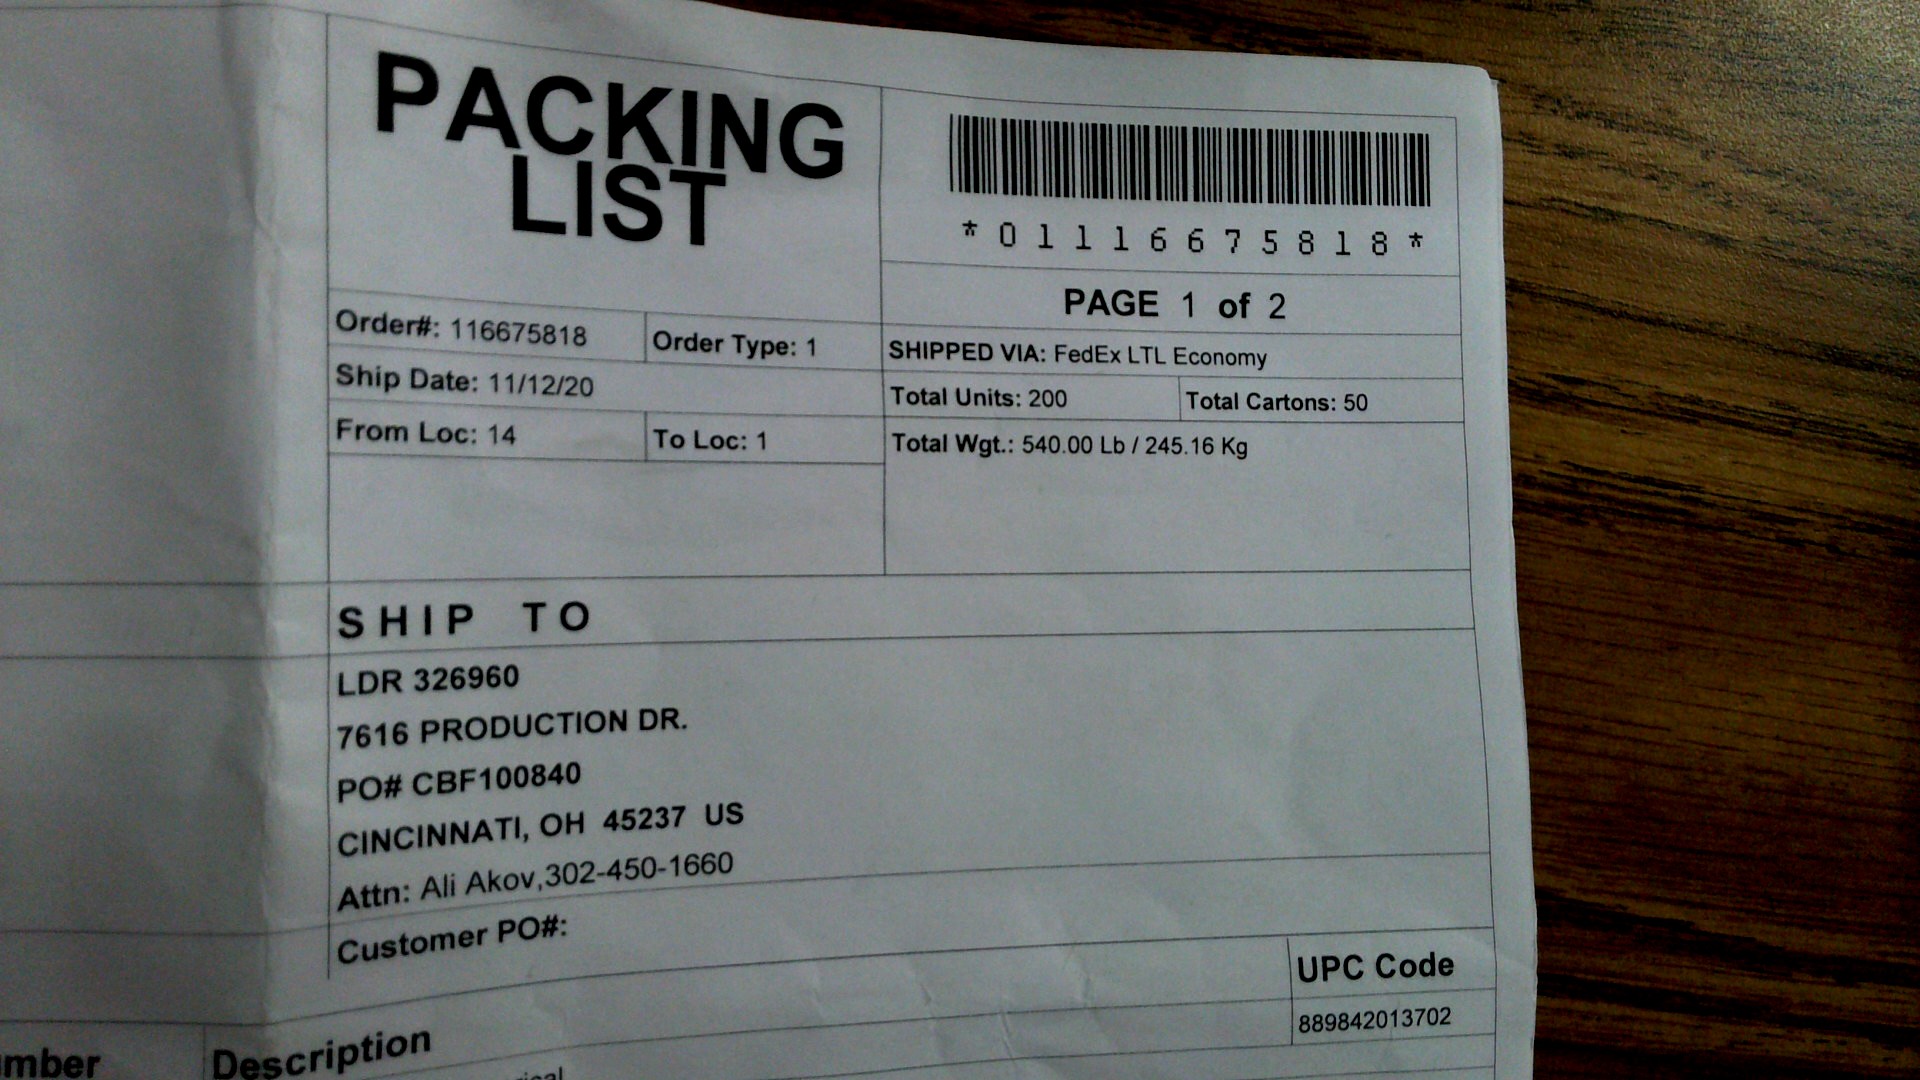 PACKING
LIST
*01116675818*
PAGE 1 of 2
Order#: 116675818
Order Type: 1
SHIPPED VIA: FedEx LTL Economy
Ship Date: 11/12/20
Total Units: 200
Total Cartons: 50
From Loc: 14
To Loc: 1
Total Wgt.: 540.00 Lb / 245.16 Kg
SHIP TO
LDR 326960
7616 PRODUCTION DR.
PO# CBF100840
CINCINNATI, OH 45237 US
Attn: Ali Akov,302-450-1660
Customer PO#:
UPC Code
889842013702
Description